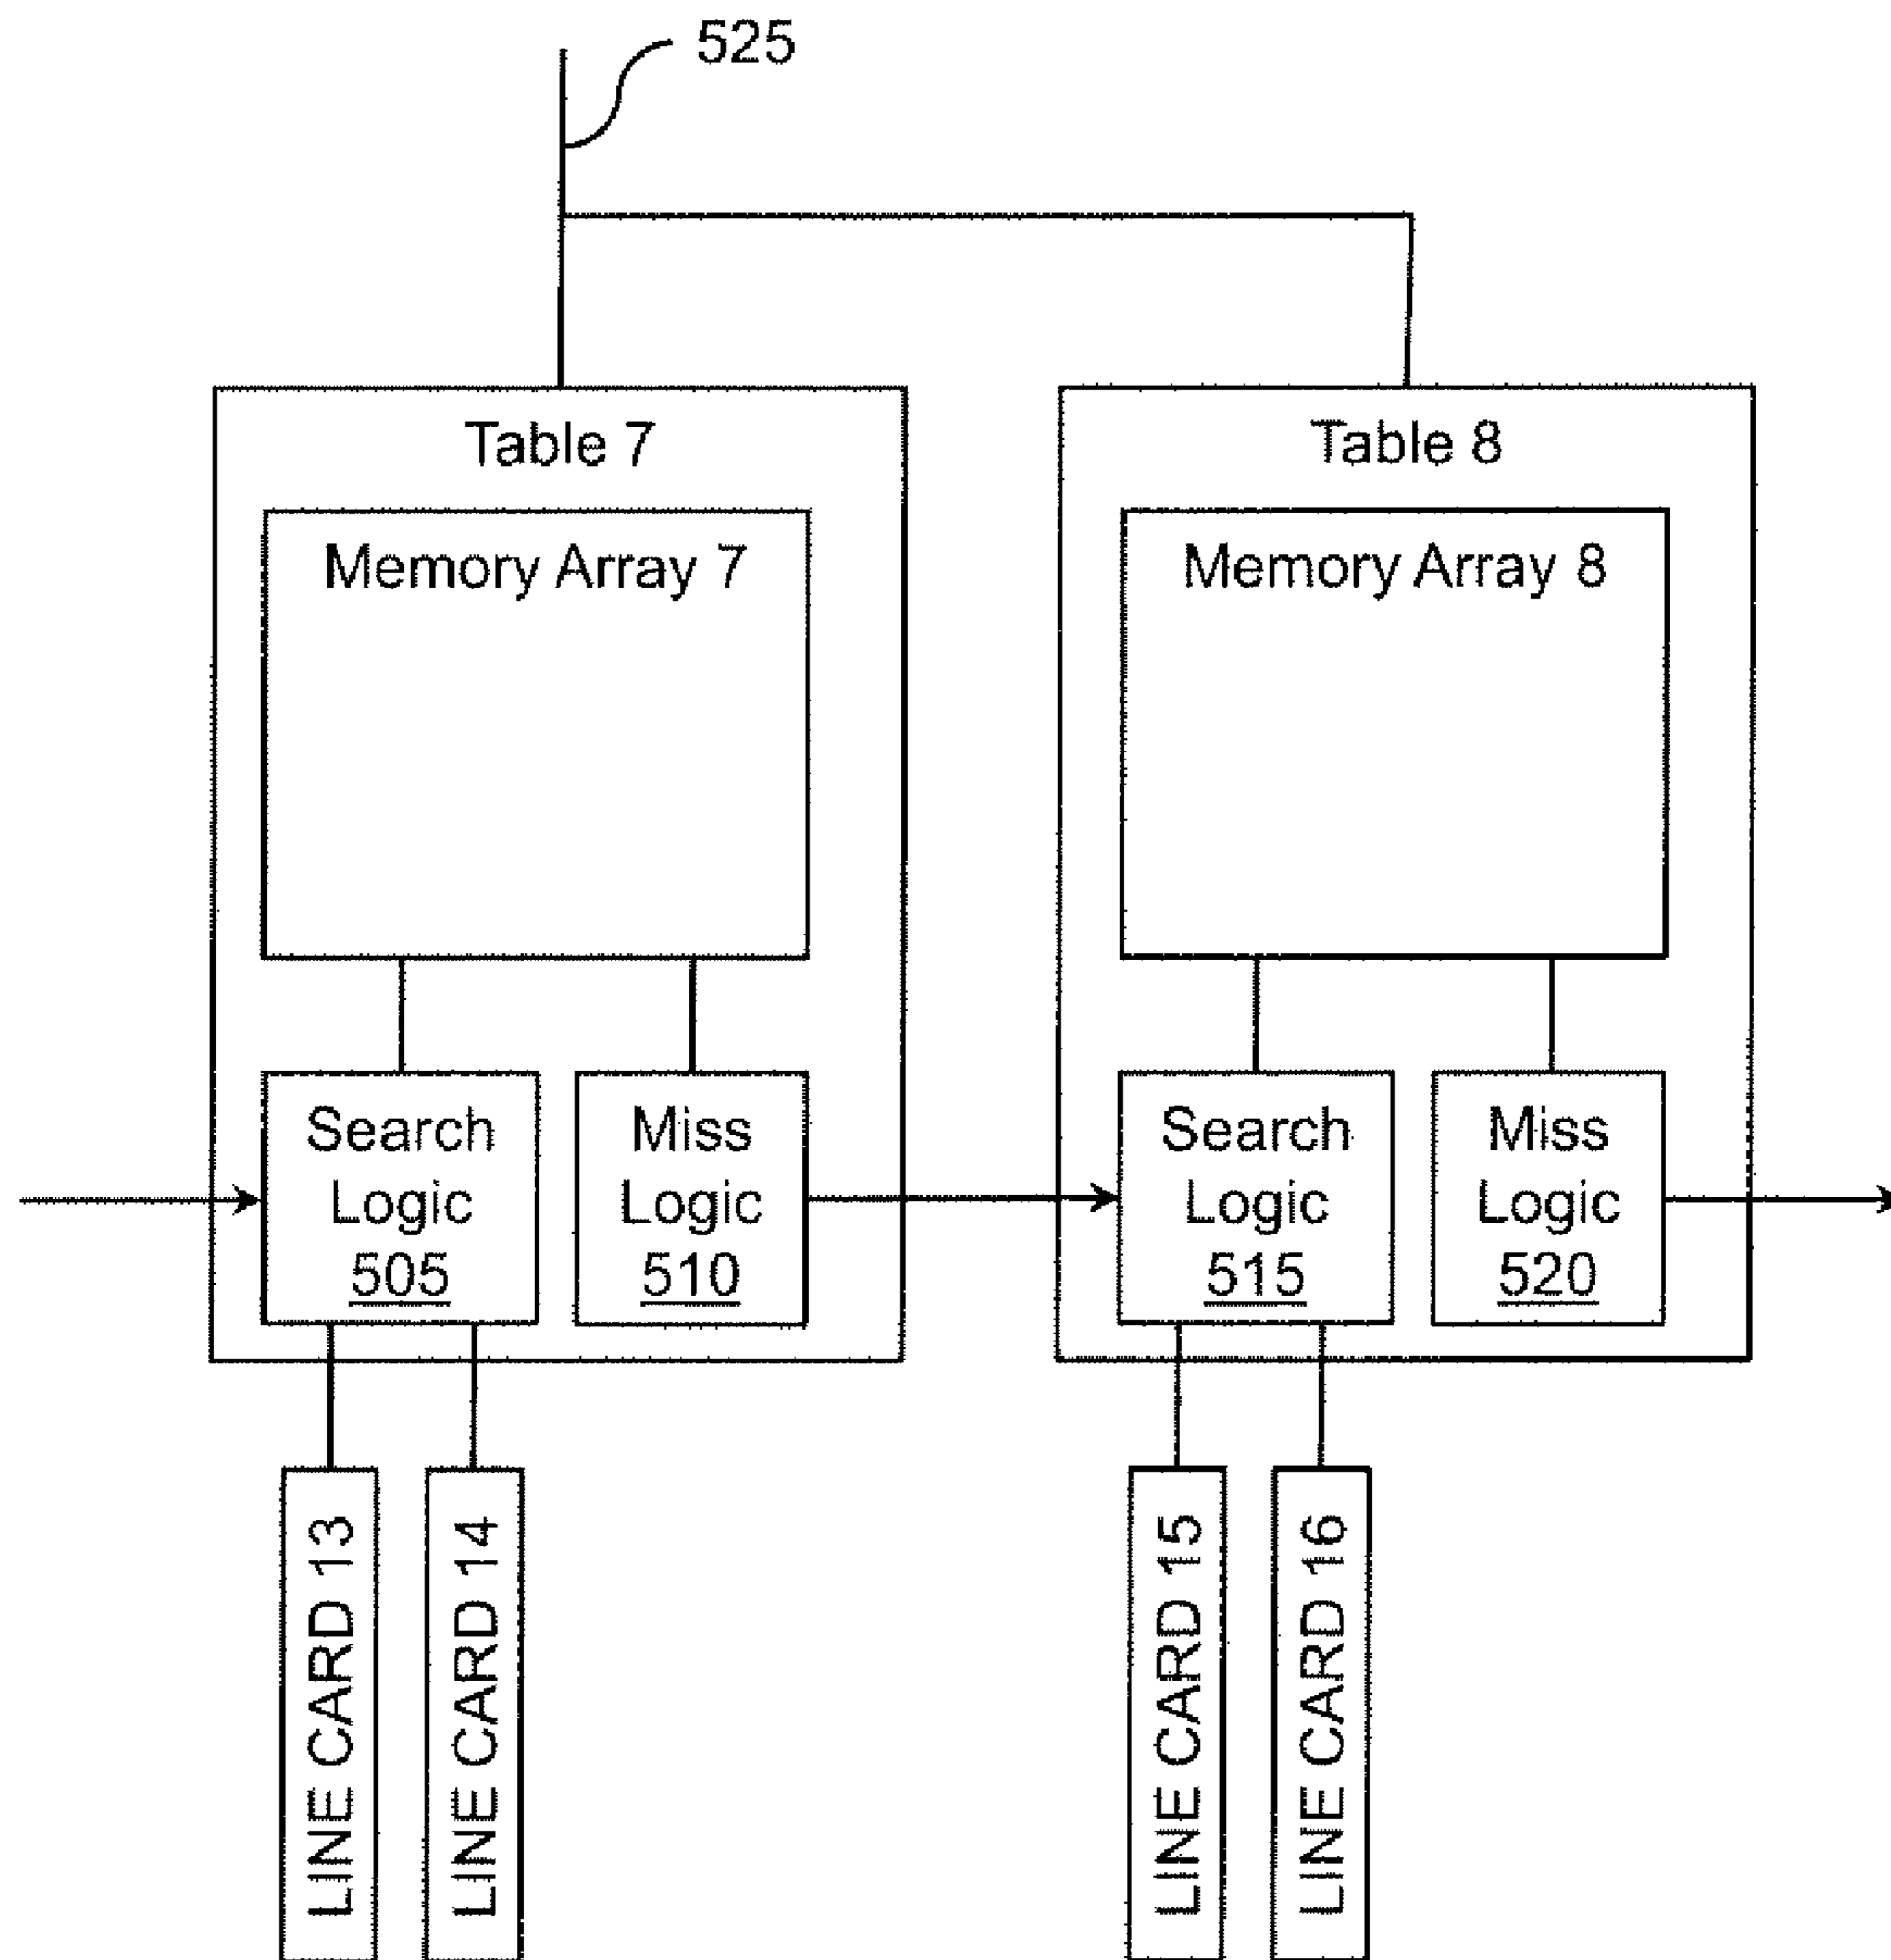 525
Table 7
Memory Array 7
Search
Logic
505
Miss
Logic
510
LINE CARD 13
LINE CARD 14
Table 8
Memory Array 8
Search
Logic
515
Miss
Logic
520
LINE CARD 15
LINE CARD 16